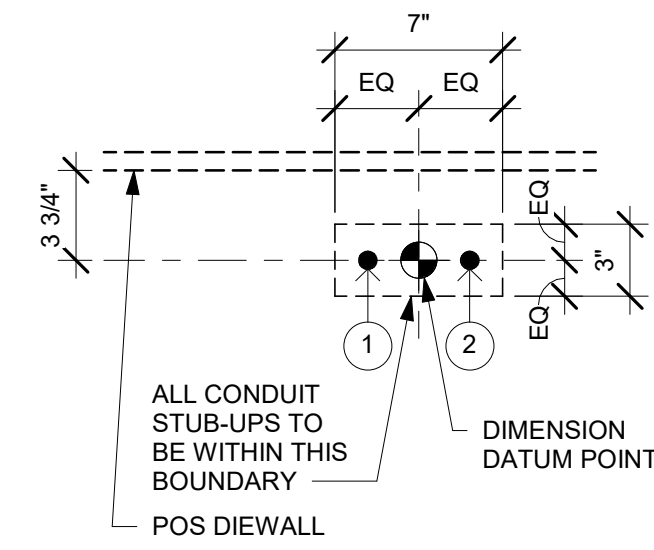 7"
EQ
EQ
3 3/4"
EQ
3"
EQ
1
2
ALL CONDUIT
STUB-UPS TO
BE WITHIN THIS
BOUNDARY
DIMENSION
DATUM POINT
POS DIEWALL